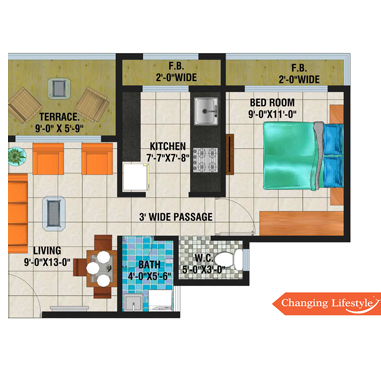 F.B.
2'-0"WIDE
F.B.
2'-0"WIDE
TERRACE.
9'-0" X 5'-9"
BED ROOM
9'-0"X11'-0"
KITCHEN
7'-7"X7'-8"
3' WIDE PASSAGE
LIVING
9'-0"X13-0"
BATH
4'-0"X5'-6"
W.C.
5'-0"X3'-0"
Changing Lifestyle